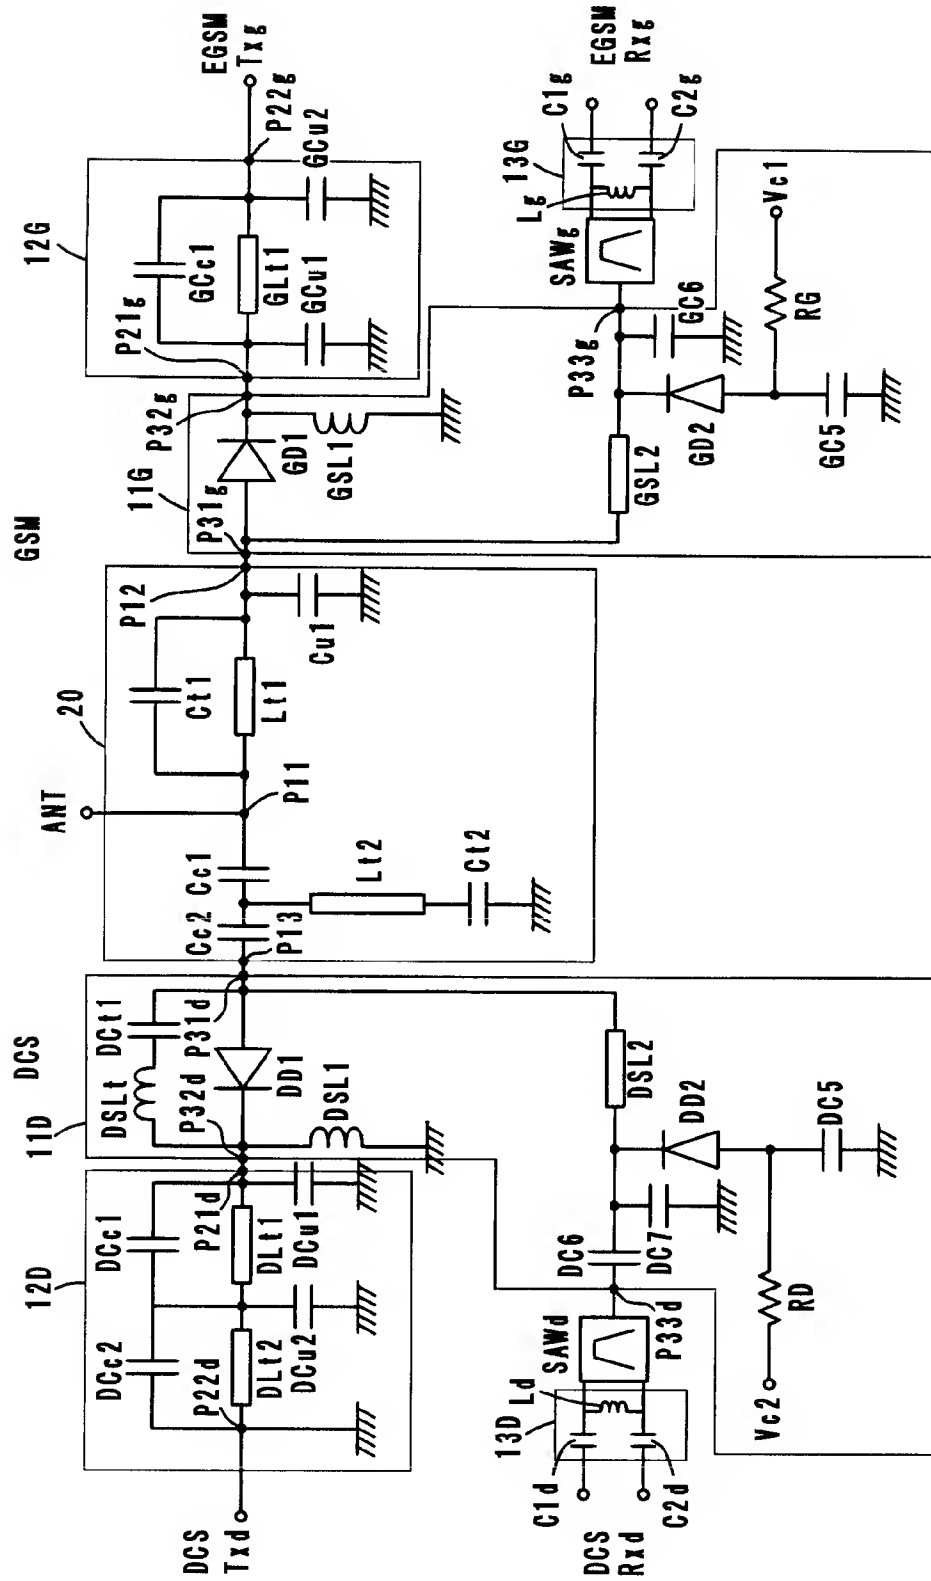 GSM
DCS
ANT
20
P11
P12
P13
Ct1
Lt1
Cu1
Cc1
Cc2
Lt2
Ct2
11G
P31g
P32g
GD1
GSL1
GSL2
GD2
GC5
GC6
P33g
RG
Vc1
12G
P21g
P22g
GCc1
GLt1
GCu1
GCu2
EGSM
Txg
SAWg
13G
Lg
C1g
C2g
EGSM
Rxg
11D
P31d
P32d
DSLt
DCt1
DD1
DSL1
DSL2
DD2
DC5
DC6
DC7
P33d
RD
Vc2
12D
P21d
P22d
DCc1
DCc2
DLt1
DLt2
DCu1
DCu2
DCS
Txd
SAWd
13D
Ld
C1d
C2d
DCS
Rxd